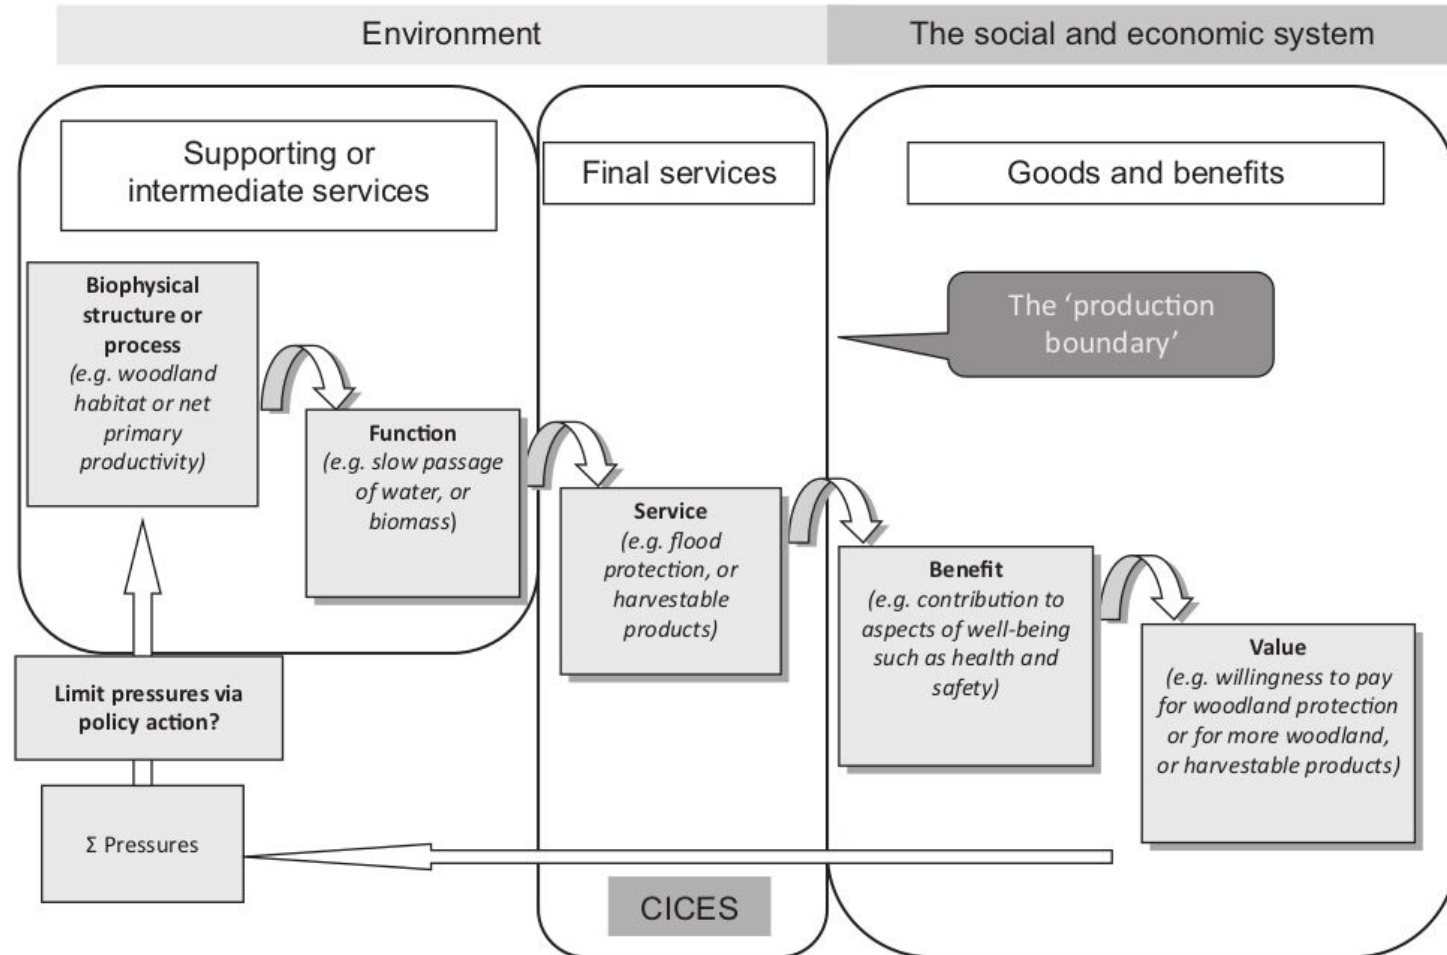 Environment
The social and economic system
Supporting or
intermediate services
Final services
Goods and benefits
Biophysical
structure or
process
(e.g. woodland
habitat or net
primary
productivity)
The ‘production
boundary’
Function
(e.g. slow passage
of water, or
biomass)
Service
(e.g. flood
protection, or
harvestable
products)
Benefit
(e.g. contribution to
aspects of well-being
such as health and
safety)
Value
(e.g. willingness to pay
for woodland protection
or for more woodland,
or harvestable products)
Limit pressures via
policy action?
Σ Pressures
CICES